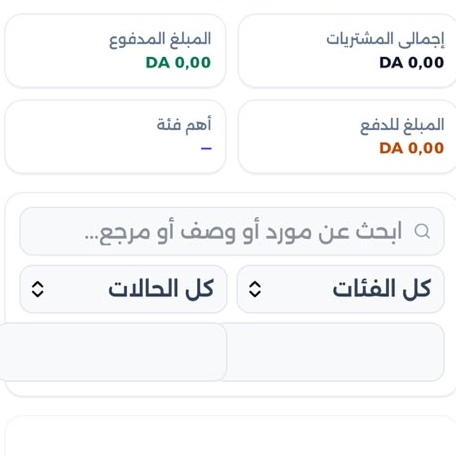 إجمالي المشتريات
DA 0,00
المبلغ المدفوع
DA 0,00
المبلغ للدفع
DA 0,00
أهم فئة
—
ابحث عن مورد أو وصف أو مرجع...
كل الفئات
كل الحالات